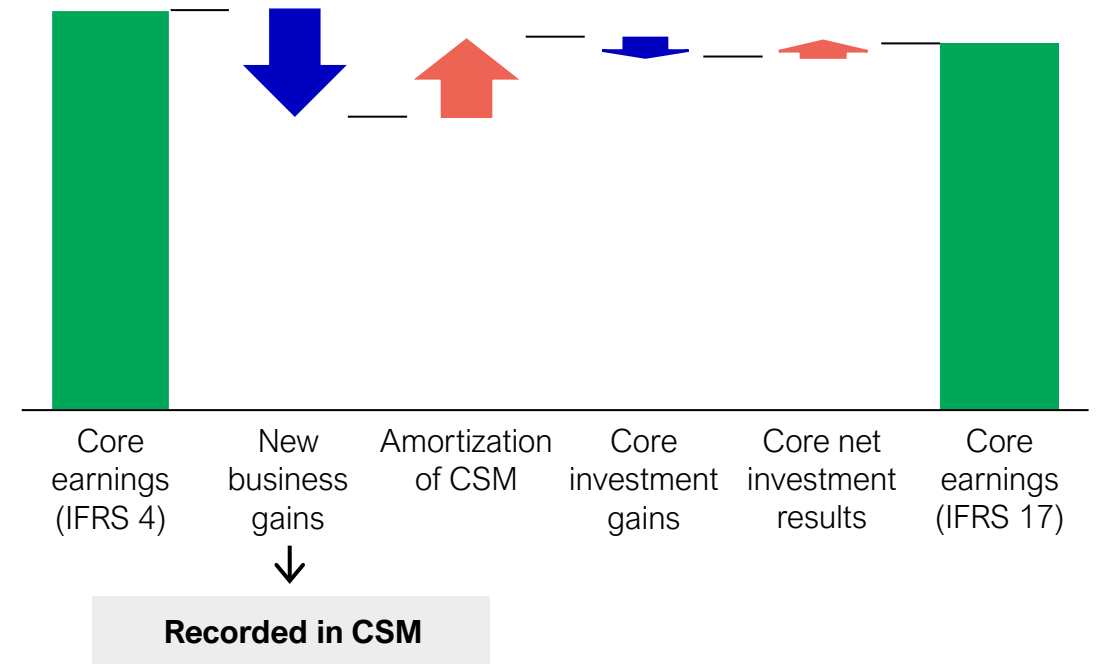 Core
earnings
(IFRS 4)
New
business
gains
Amortization
of CSM
Core
investment
gains
Core net
investment
results
Core
earnings
(IFRS 17)
Recorded in CSM